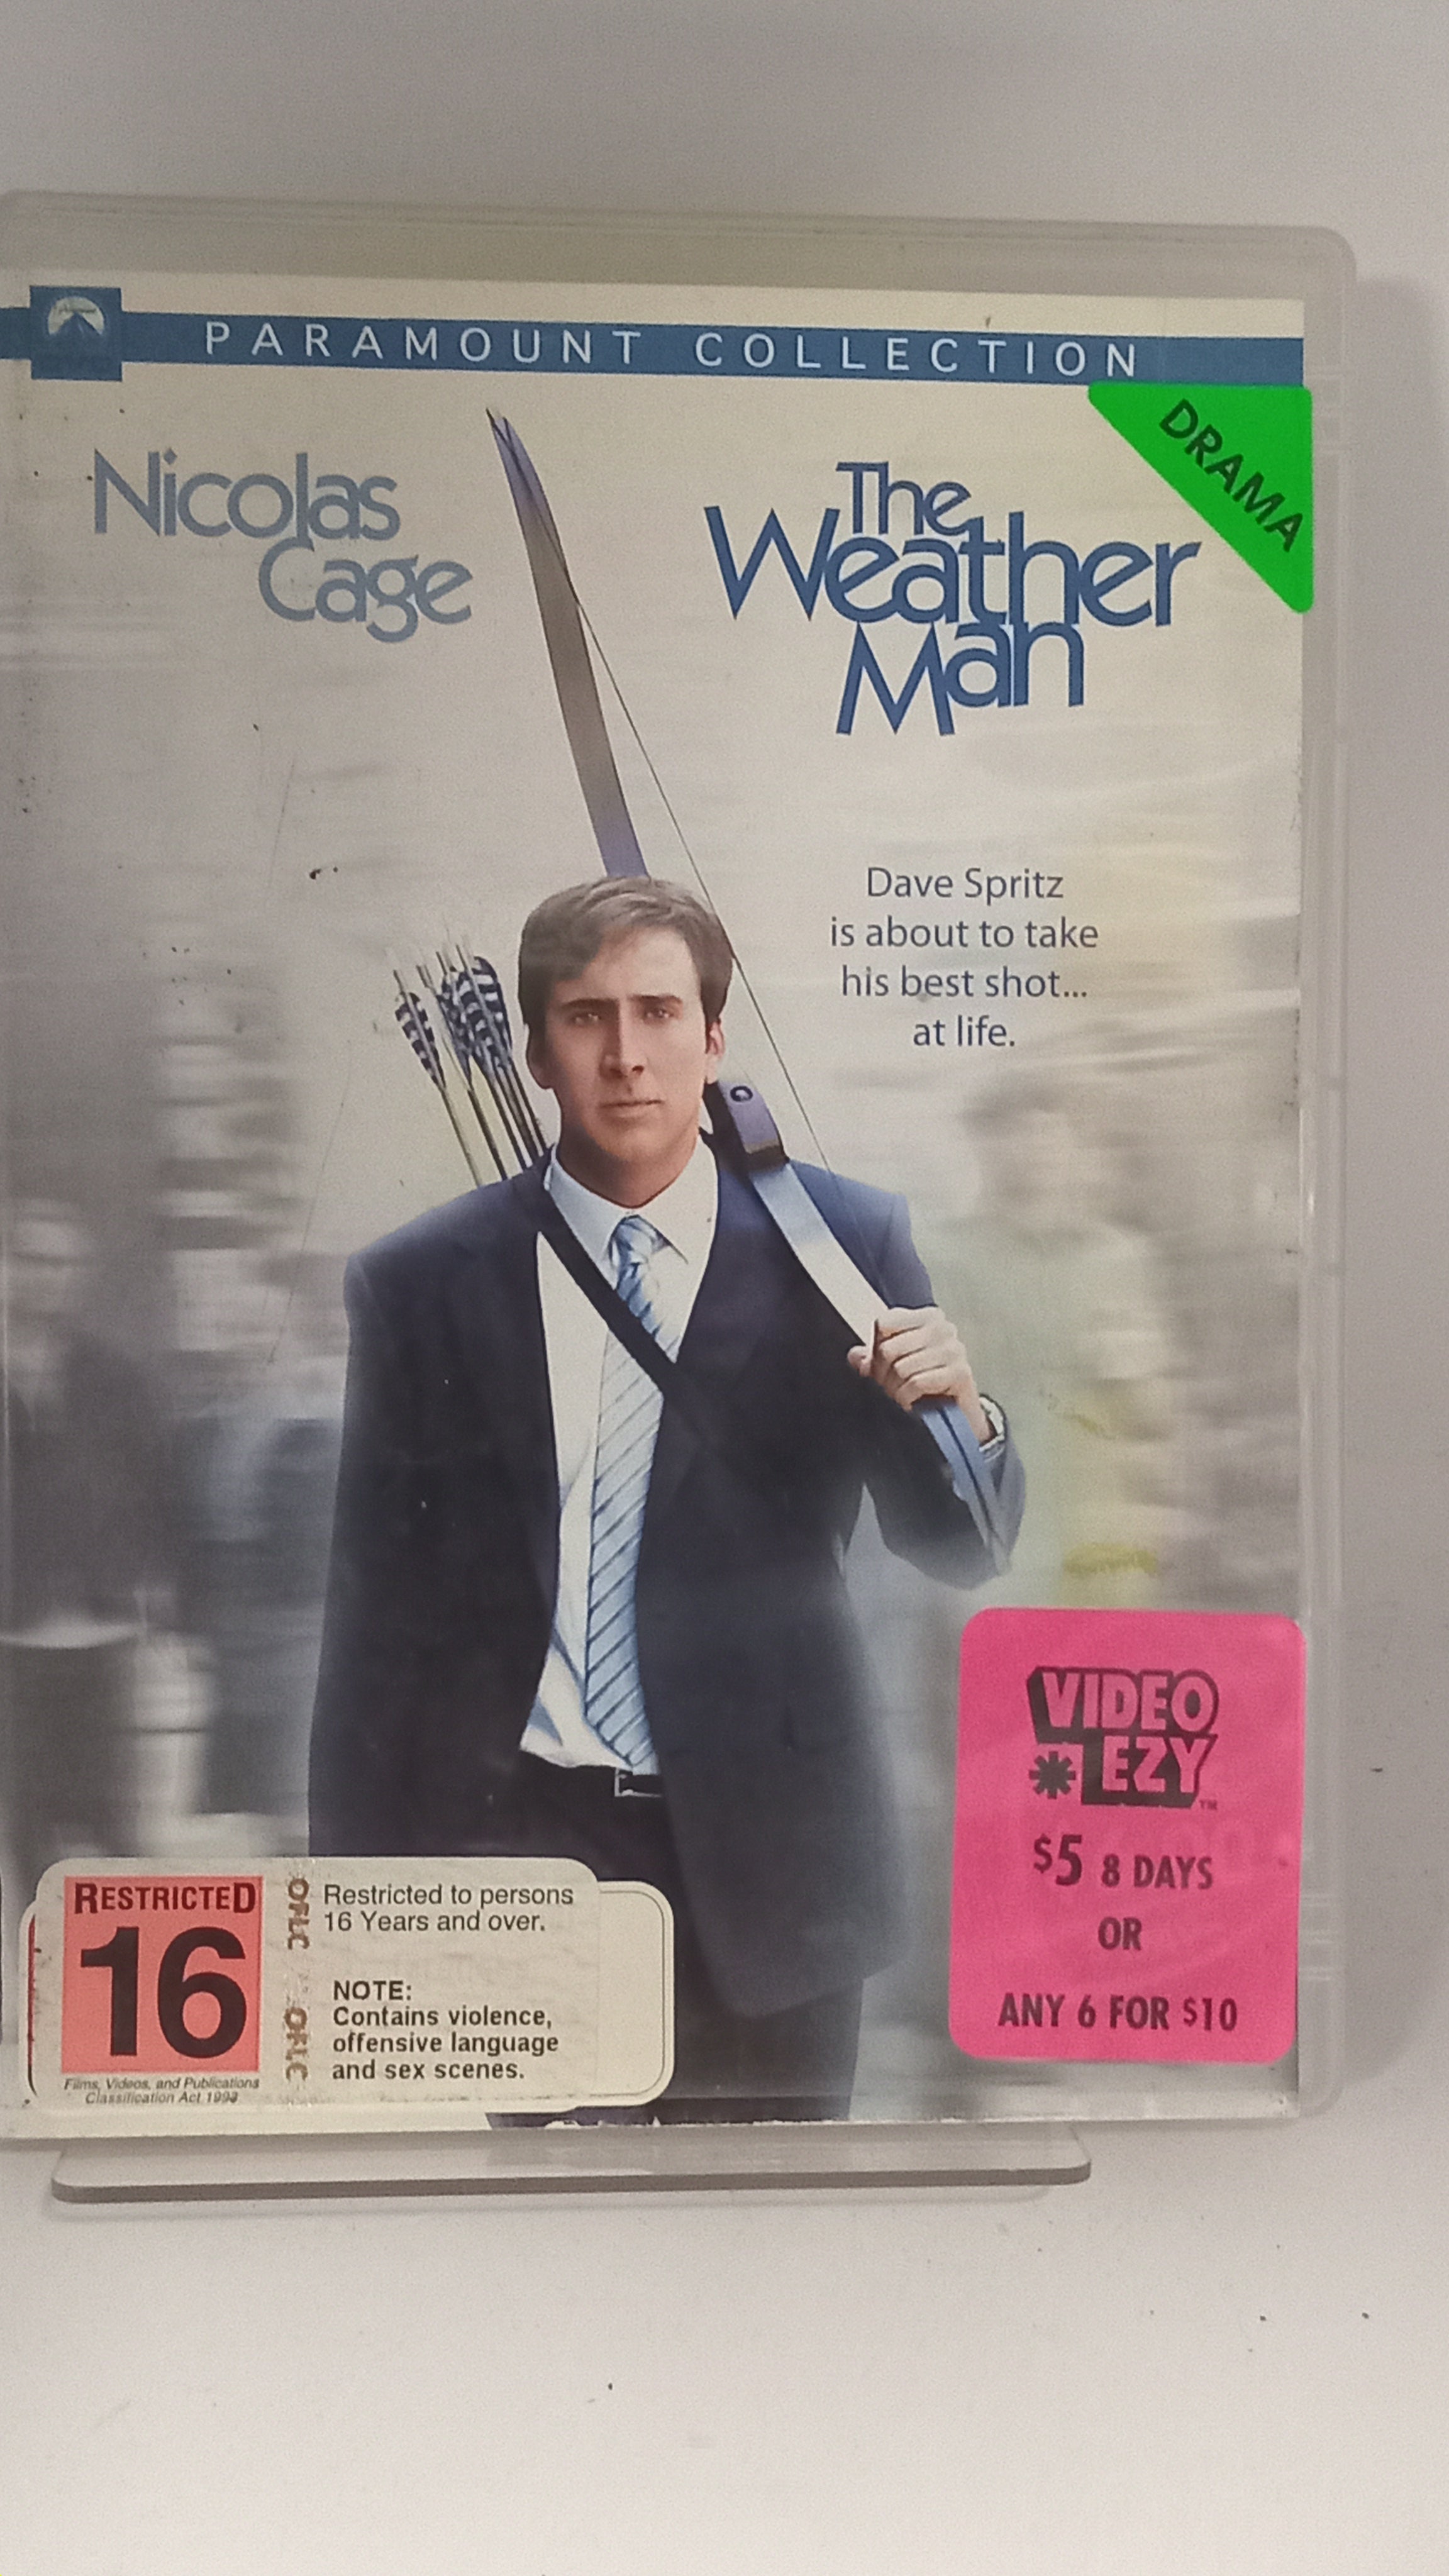 PARAMOUNT COLLECTION
Nicolas
Cage
The
Weather
Man
DRAMA
Dave Spritz
is about to take
his best shot...
at life.
VIDEO
EZY™
$5 8 DAYS
OR
ANY 6 FOR $10
RESTRICTED
16
Films, Videos, and Publications
Classification Act 1993
OFLC
OFLC
Restricted to persons
16 Years and over.
NOTE:
Contains violence,
offensive language
and sex scenes.